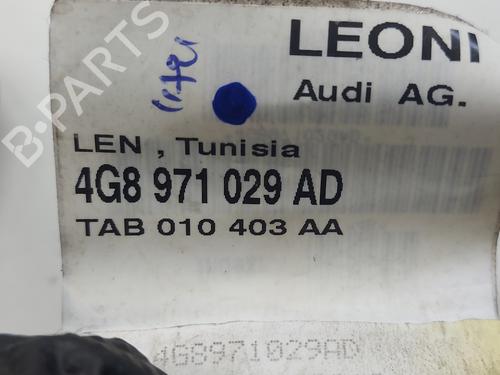 LEONI
Audi AG.
LEN , Tunisia
4G8 971 029 AD
TAB 010 403 AA
4G8971029AD
B-PARTS